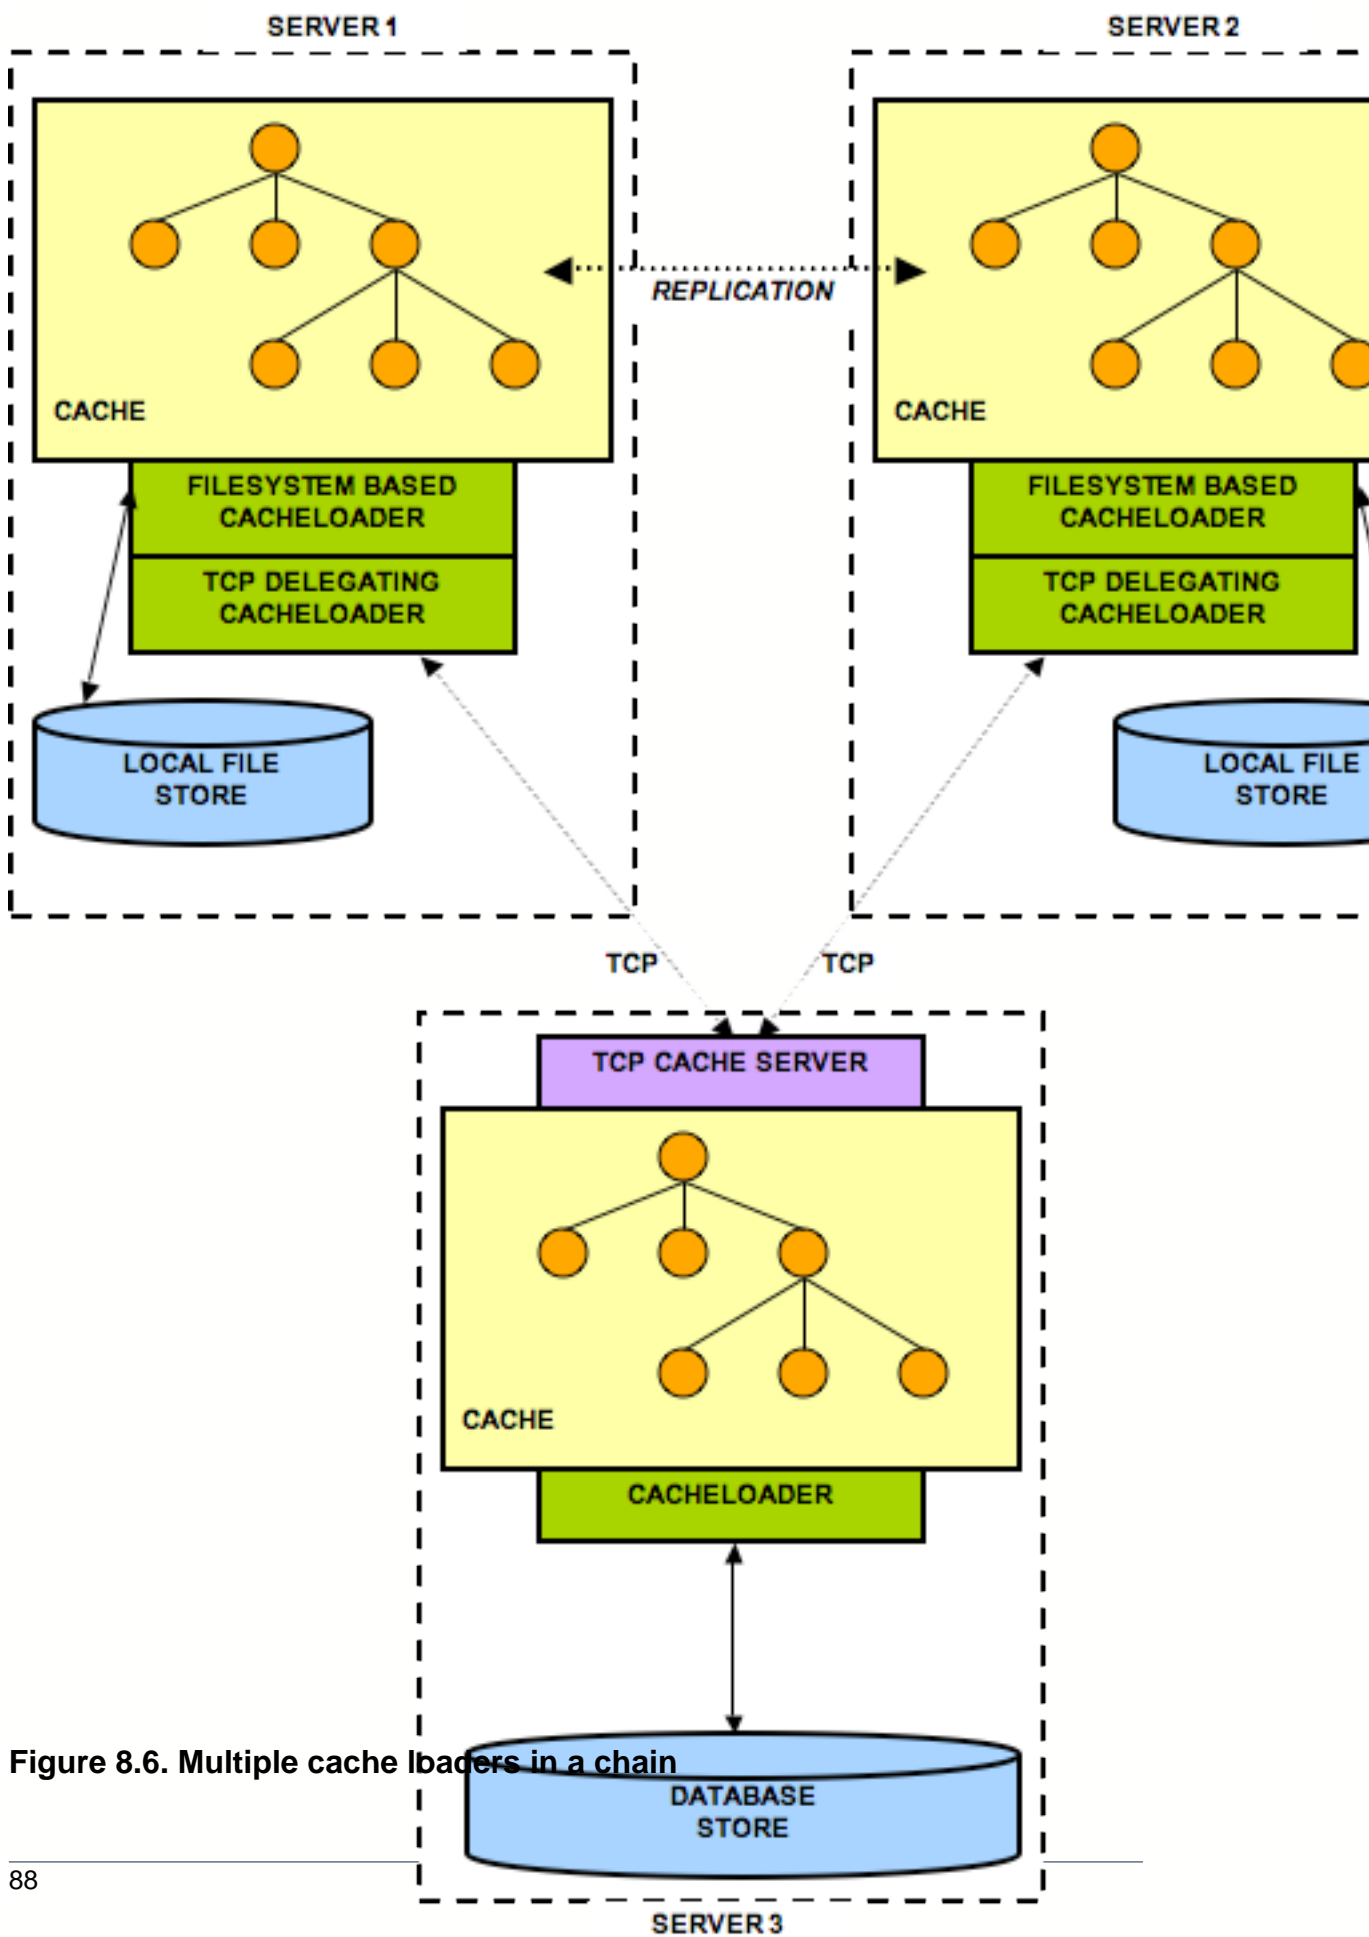 SERVER 1
SERVER 2
REPLICATION
CACHE
CACHE
FILESYSTEM BASED
CACHELOADER
FILESYSTEM BASED
CACHELOADER
TCP DELEGATING
CACHELOADER
TCP DELEGATING
CACHELOADER
LOCAL FILE
STORE
LOCAL FILE
STORE
TCP
TCP
TCP CACHE SERVER
CACHE
CACHELOADER
Figure 8.6. Multiple cache loaders in a chain
DATABASE
STORE
88
SERVER 3